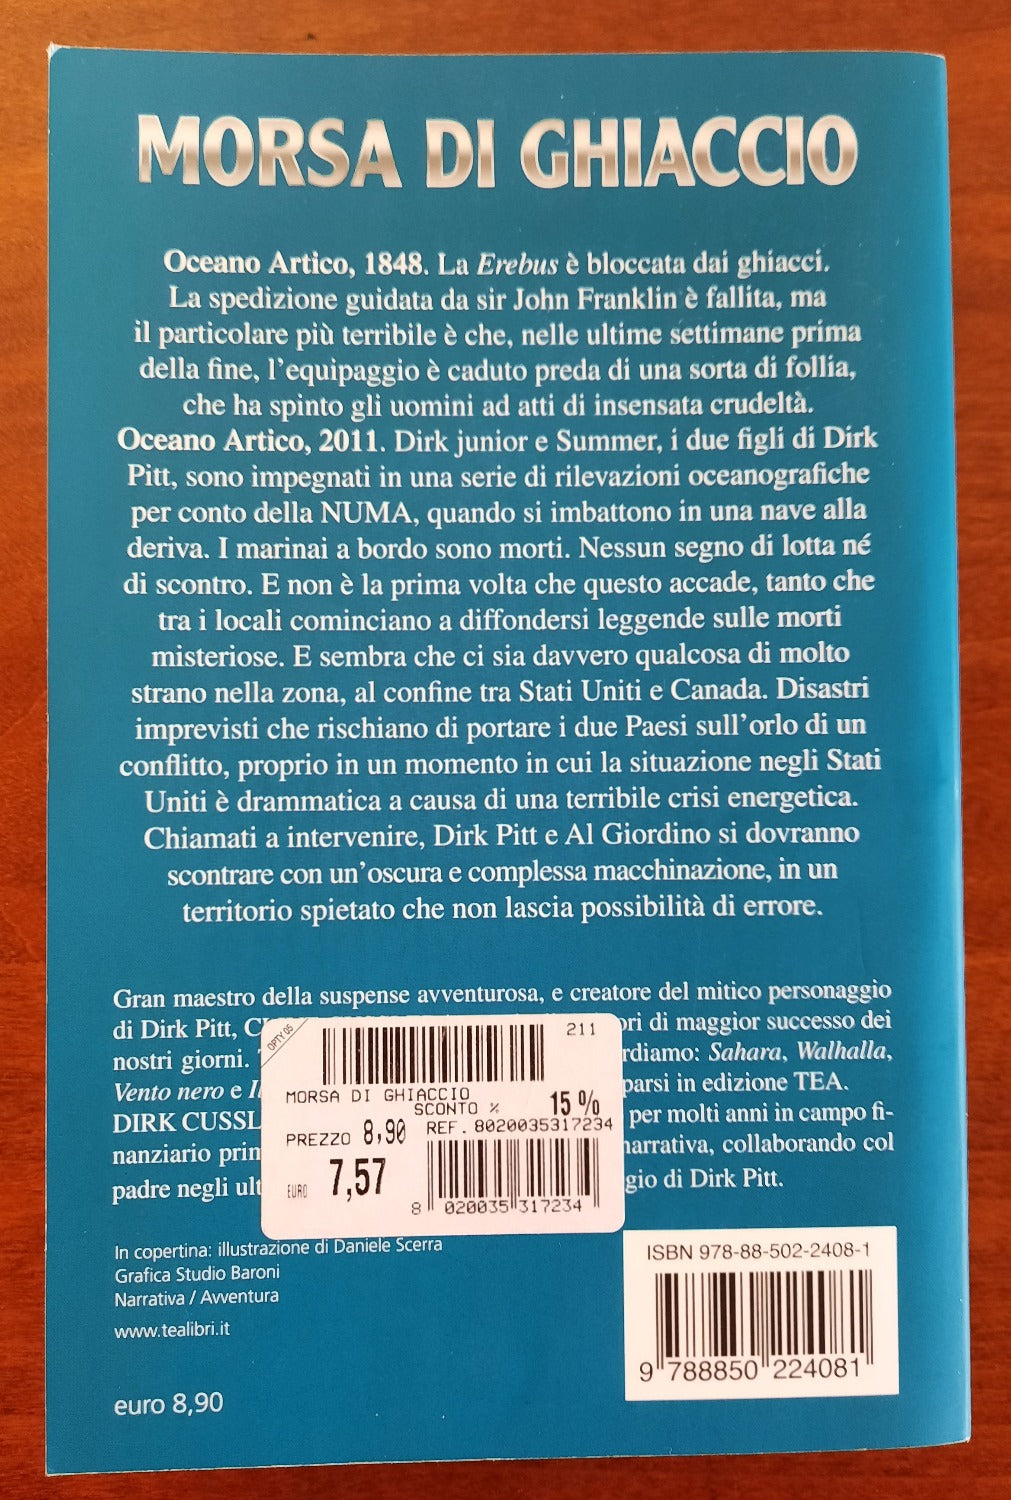 MORSA DI GHIACCIO
Oceano Artico, 1848. La Erebus è bloccata dai ghiacci.
La spedizione guidata da sir John Franklin è fallita, ma
il particolare più terribile è che, nelle ultime settimane prima
della fine, l'equipaggio è caduto preda di una sorta di follia,
che ha spinto gli uomini ad atti di insensata crudeltà.
Oceano Artico, 2011. Dirk junior e Summer, i due figli di Dirk
Pitt, sono impegnati in una serie di rilevazioni oceanografiche
per conto della NUMA, quando si imbattono in una nave alla
deriva. I marinai a bordo sono morti. Nessun segno di lotta né
di scontro. E non è la prima volta che questo accade, tanto che
tra i locali cominciano a diffondersi leggende sulle morti
misteriose. E sembra che ci sia davvero qualcosa di molto
strano nella zona, al confine tra Stati Uniti e Canada. Disastri
imprevisti che rischiano di portare i due Paesi sull'orlo di un
conflitto, proprio in un momento in cui la situazione negli Stati
Uniti è drammatica a causa di una terribile crisi energetica.
Chiamati a intervenire, Dirk Pitt e Al Giordino si dovranno
scontrare con un'oscura e complessa macchinazione, in un
territorio spietato che non lascia possibilità di errore.
Gran maestro della suspense avventurosa, e creatore del mitico personaggio
di Dirk Pitt, di maggior successo dei
nostri giorni. Sahara, Walhalla,
Vento nero e parsi in edizione TEA.
DIRK CUSSL per molti anni in campo fi-
nanziario narrativa, collaborando col
padre negli di Dirk Pitt.
OPTY 05
211
MORSA DI GHIACCIO
SCONTO % 15%
PREZZO 8,90 REF. 8020035317234
EURO 7,57
8 020035 317234
In copertina: illustrazione di Daniele Scerra
Grafica Studio Baroni
Narrativa / Avventura
www.tealibri.it
euro 8,90
ISBN 978-88-502-2408-1
9 788850 224081